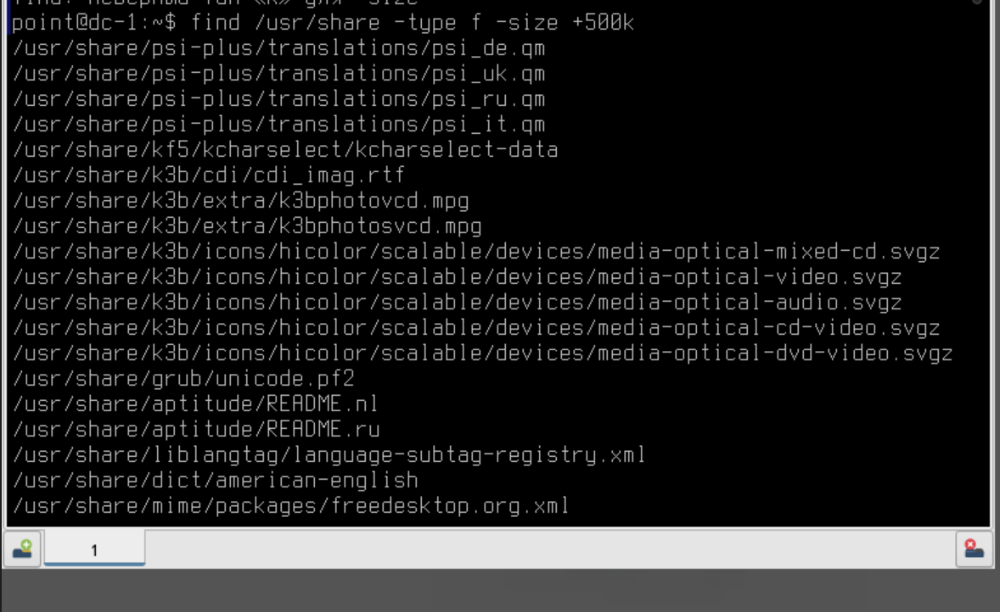 point@dc-1:~$ find /usr/share -type f -size +500k
/usr/share/psi-plus/translations/psi_de.qm
/usr/share/psi-plus/translations/psi_uk.qm
/usr/share/psi-plus/translations/psi_ru.qm
/usr/share/psi-plus/translations/psi_it.qm
/usr/share/kf5/kcharselect/kcharselect-data
/usr/share/k3b/cdi/cdi_imag.rtf
/usr/share/k3b/extra/k3bphotovcd.mpg
/usr/share/k3b/extra/k3bphotosvcd.mpg
/usr/share/k3b/icons/hicolor/scalable/devices/media-optical-mixed-cd.svgz
/usr/share/k3b/icons/hicolor/scalable/devices/media-optical-video.svgz
/usr/share/k3b/icons/hicolor/scalable/devices/media-optical-audio.svgz
/usr/share/k3b/icons/hicolor/scalable/devices/media-optical-cd-video.svgz
/usr/share/k3b/icons/hicolor/scalable/devices/media-optical-dvd-video.svgz
/usr/share/grub/unicode.pf2
/usr/share/aptitude/README.nl
/usr/share/aptitude/README.ru
/usr/share/liblangtag/language-subtag-registry.xml
/usr/share/dict/american-english
/usr/share/mime/packages/freedesktop.org.xml
1